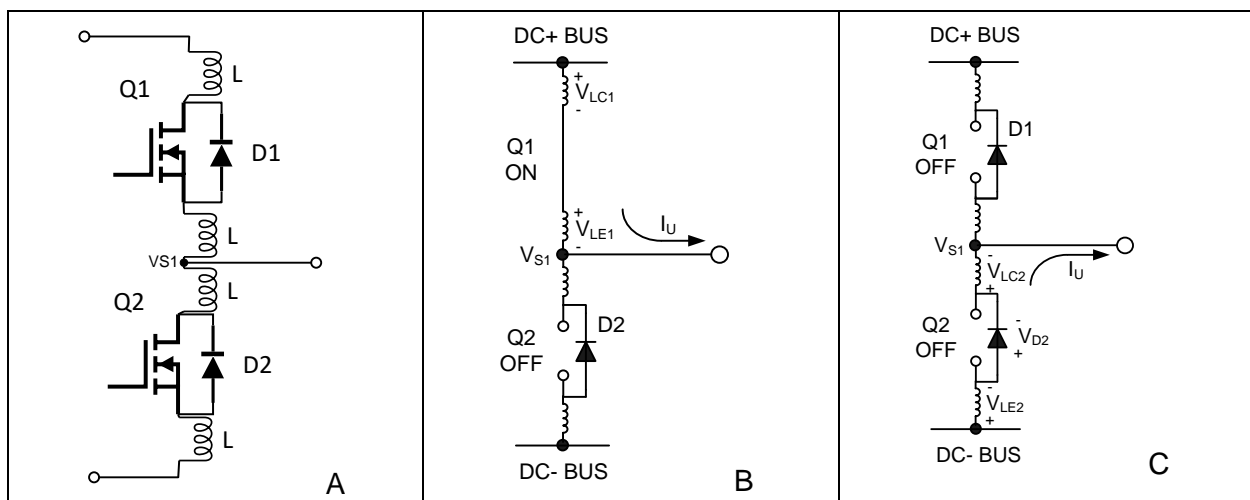 Q1
L
D1
L
VS1
L
Q2
D2
L
A
DC+ BUS
+
VLC1
-
Q1
ON
+
VLE1
-
IU
VS1
Q2
OFF
D2
DC- BUS
B
DC+ BUS
D1
Q1
OFF
VS1
-
VLC2
+
IU
Q2
OFF
-
VD2
+
-
VLE2
+
DC- BUS
C